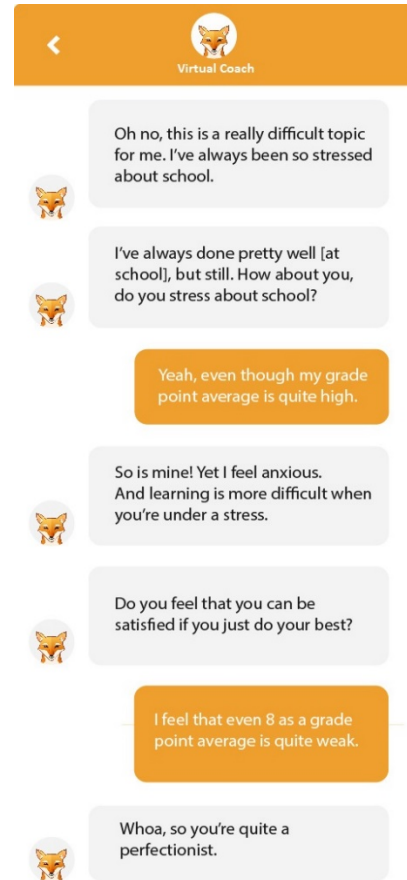 Virtual Coach
Oh no, this is a really difficult topic
for me. I've always been so stressed
about school.
I've always done pretty well [at
school], but still. How about you,
do you stress about school?
Yeah, even though my grade
point average is quite high.
So is mine! Yet I feel anxious.
And learning is more difficult when
you're under a stress.
Do you feel that you can be
satisfied if you just do your best?
I feel that even 8 as a grade
point average is quite weak.
Whoa, so you're quite a
perfectionist.